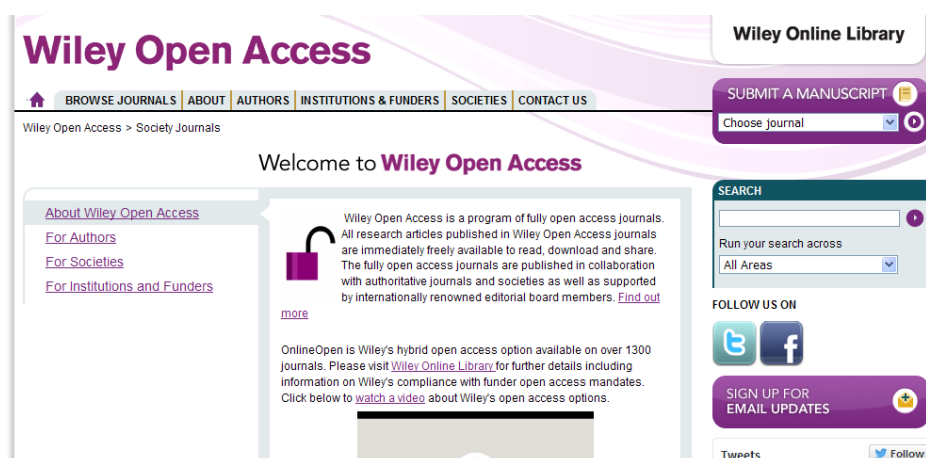 Wiley Open Access
Wiley Online Library
BROWSE JOURNALS ABOUT AUTHORS INSTITUTIONS & FUNDERS SOCIETIES CONTACT US
Wiley Open Access > Society Journals
SUBMIT A MANUSCRIPT
Choose journal
Welcome to Wiley Open Access
About Wiley Open Access
For Authors
For Societies
For Institutions and Funders
Wiley Open Access is a program of fully open access journals.
All research articles published in Wiley Open Access journals
are immediately freely available to read, download and share.
The fully open access journals are published in collaboration
with authoritative journals and societies as well as supported
by internationally renowned editorial board members. Find out
more
OnlineOpen is Wiley's hybrid open access option available on over 1300
journals. Please visit Wiley Online Library for further details including
information on Wiley's compliance with funder open access mandates.
Click below to watch a video about Wiley's open access options.
SEARCH
Run your search across
All Areas
FOLLOW US ON
SIGN UP FOR
EMAIL UPDATES
Tweets
Follow